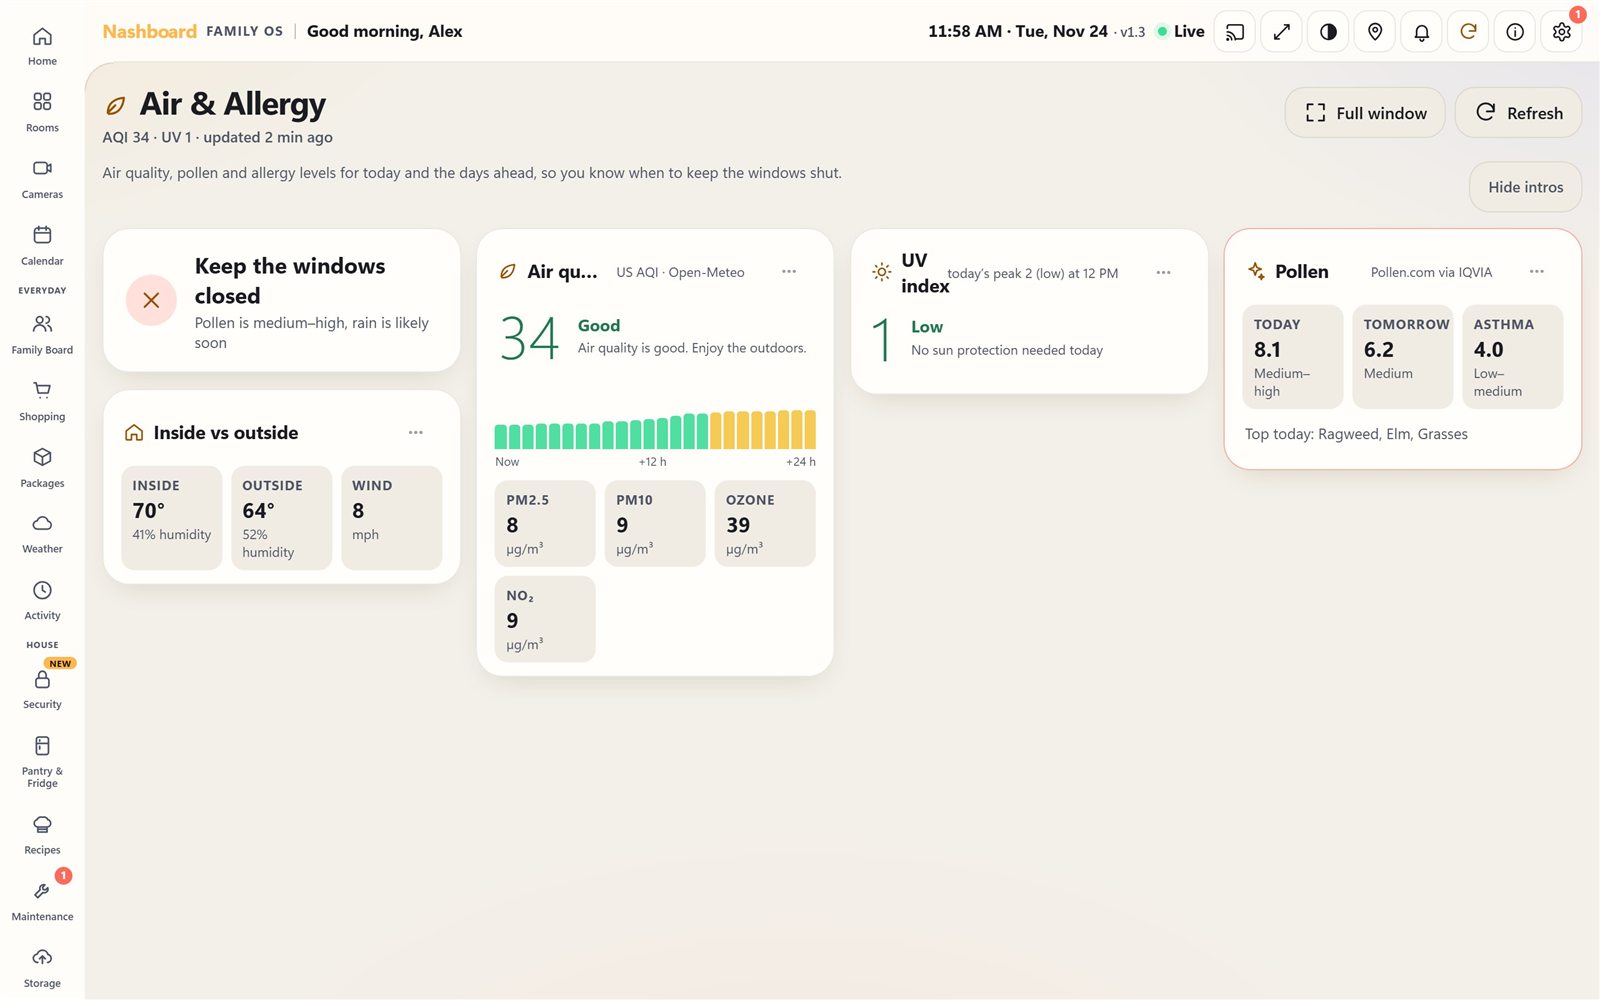 Nashboard FAMILY OS Good morning, Alex
11:58 AM · Tue, Nov 24 · v1.3 Live
1
Home
Rooms
Cameras
Calendar
EVERYDAY
Family Board
Shopping
Packages
Weather
Activity
HOUSE
NEW
Security
Pantry &
Fridge
Recipes
1
Maintenance
Storage
Air & Allergy
AQI 34 · UV 1 · updated 2 min ago
Full window
Refresh
Air quality, pollen and allergy levels for today and the days ahead, so you know when to keep the windows shut.
Hide intros
Keep the windows
closed
Pollen is medium–high, rain is likely
soon
Inside vs outside
INSIDE
70°
41% humidity
OUTSIDE
64°
52%
humidity
WIND
8
mph
Air qu... US AQI · Open-Meteo
34
Good
Air quality is good. Enjoy the outdoors.
Now +12 h +24 h
PM2.5
8
µg/m³
PM10
9
µg/m³
OZONE
39
µg/m³
NO₂
9
µg/m³
UV
index
today's peak 2 (low) at 12 PM
1
Low
No sun protection needed today
Pollen Pollen.com via IQVIA
TODAY
8.1
Medium–
high
TOMORROW
6.2
Medium
ASTHMA
4.0
Low–
medium
Top today: Ragweed, Elm, Grasses